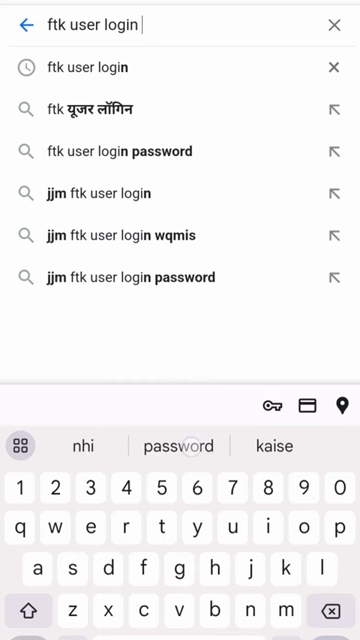 ftk user login
ftk user login
ftk यूजर लॉगिन
ftk user login password
jjm ftk user login
jjm ftk user login wqmis
jjm ftk user login password
nhi password kaise
1 2 3 4 5 6 7 8 9 0
q w e r t y u i o p
a s d f g h j k l
z x c v b n m